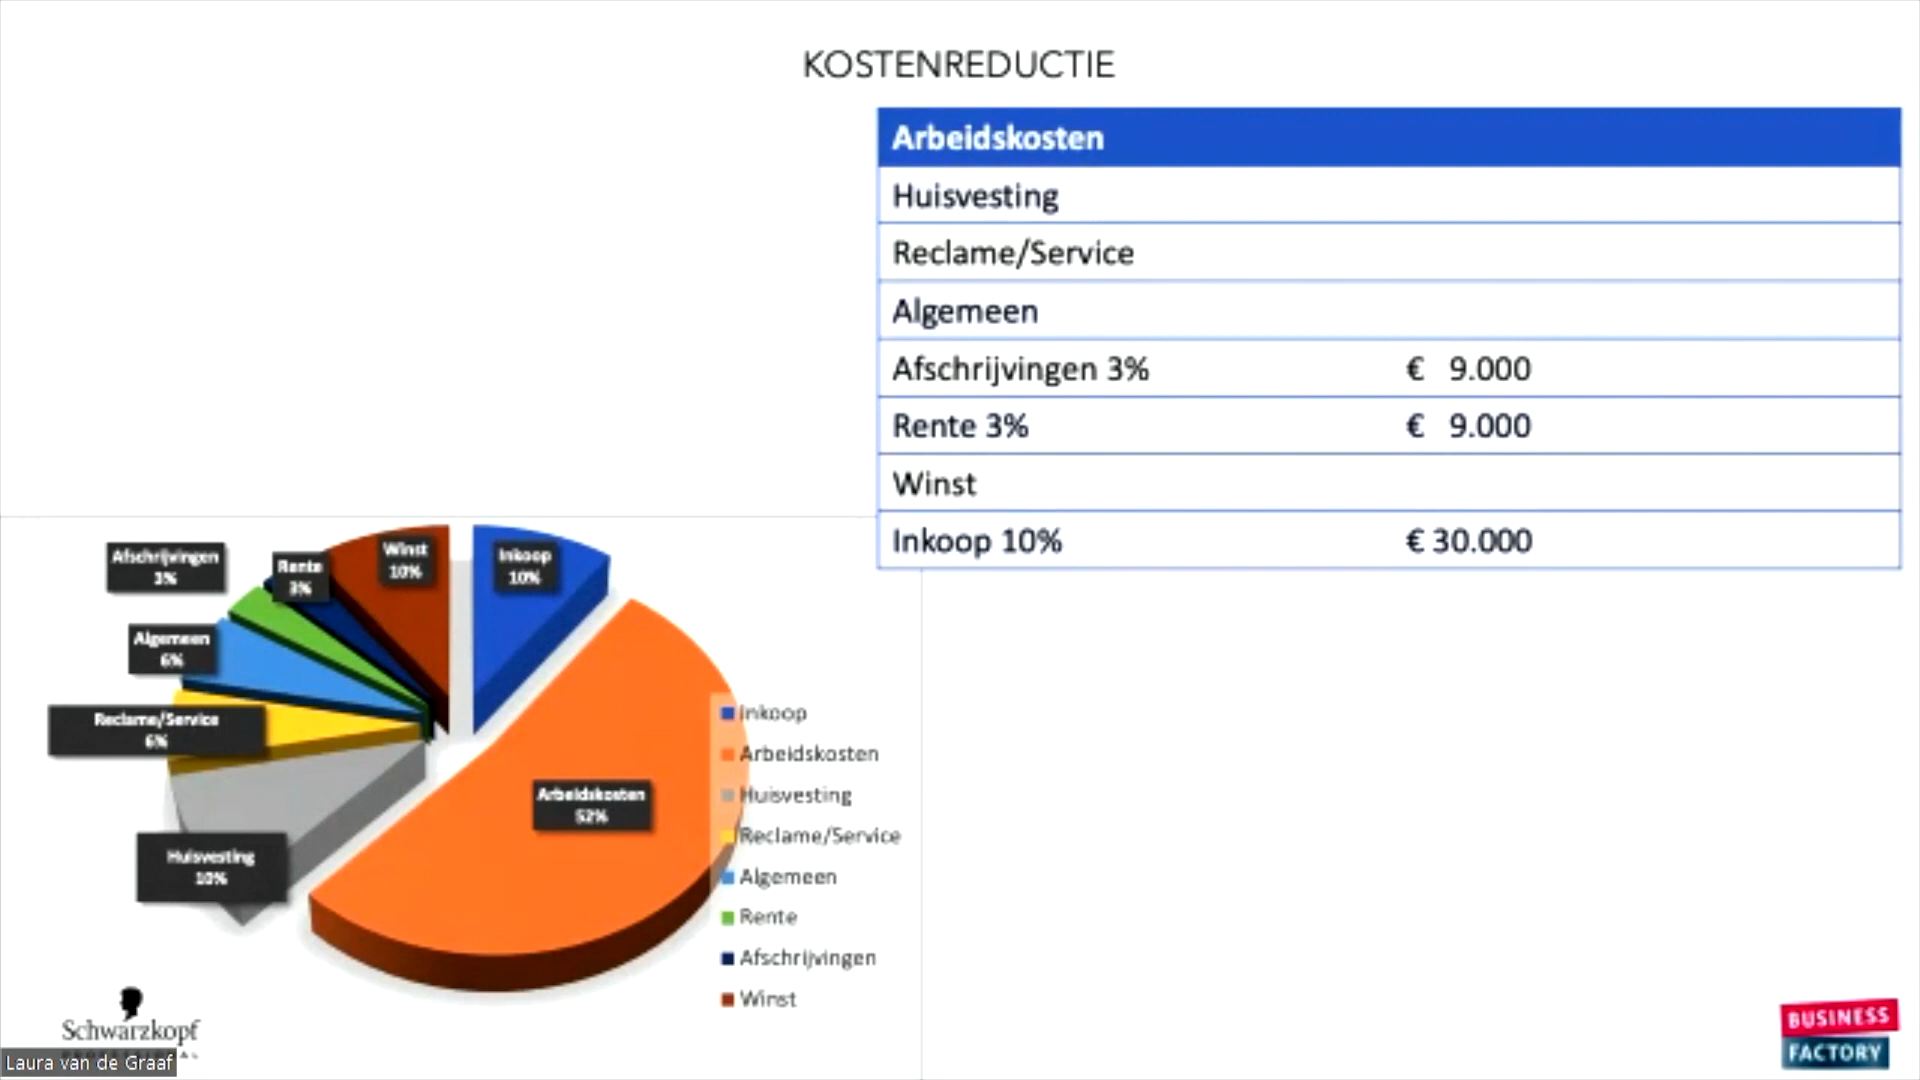 KOSTENREDUCTIE
Arbeidskosten
Huisvesting
Reclame/Service
Algemeen
Afschrijvingen 3% € 9.000
Rente 3% € 9.000
Winst
Inkoop 10% € 30.000
Afschrijvingen
3%
Rente
3%
Winst
10%
Inkoop
10%
Algemeen
6%
Reclame/Service
6%
Huisvesting
10%
Arbeidskosten
52%
Inkoop
Arbeidskosten
Huisvesting
Reclame/Service
Algemeen
Rente
Afschrijvingen
Winst
Schwarzkopf
Laura van de Graaf
BUSINESS
FACTORY